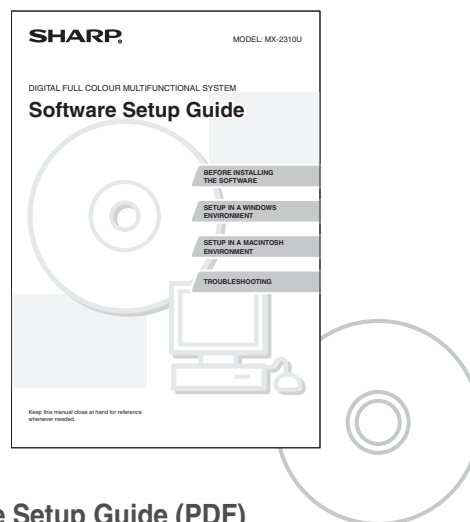 SHARP
MODEL: MX-2310U
DIGITAL FULL COLOUR MULTIFUNCTIONAL SYSTEM
Software Setup Guide
BEFORE INSTALLING
THE SOFTWARE
SETUP IN A WINDOWS
ENVIRONMENT
SETUP IN A MACINTOSH
ENVIRONMENT
TROUBLESHOOTING
Keep this manual close at hand for reference
whenever needed.
Setup Guide (PDF)